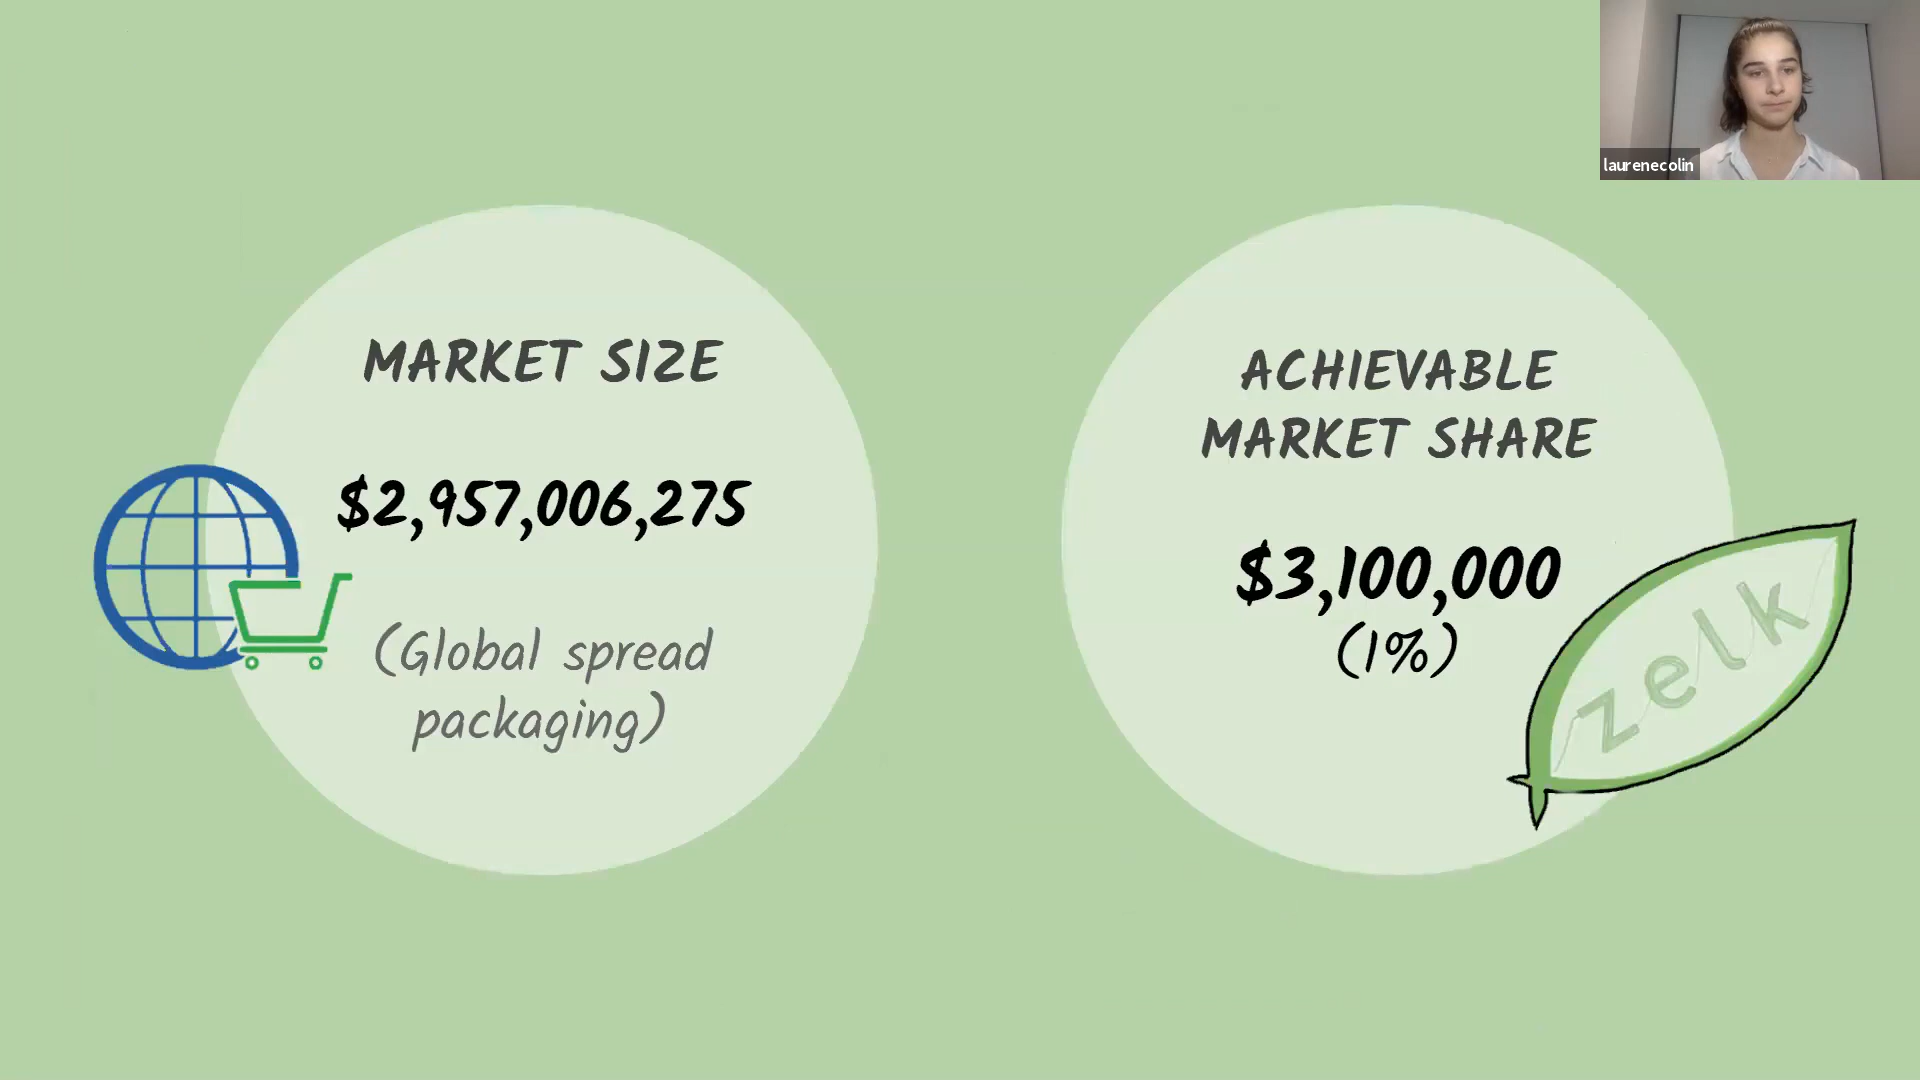 laurenecolin
MARKET SIZE
$2,957,006,275
(Global spread
packaging)
ACHIEVABLE
MARKET SHARE
$3,100,000
(1%)
zelk